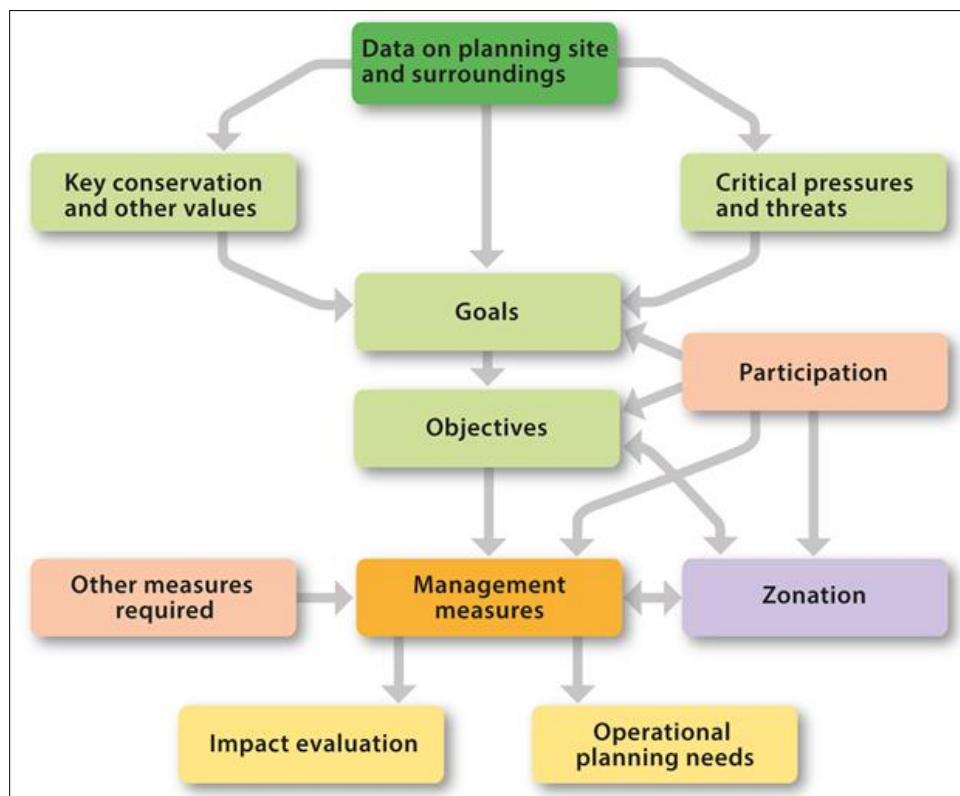 Data on planning site
and surroundings
Key conservation
and other values
Critical pressures
and threats
Goals
Participation
Objectives
Other measures
required
Management
measures
Zonation
Impact evaluation
Operational
planning needs